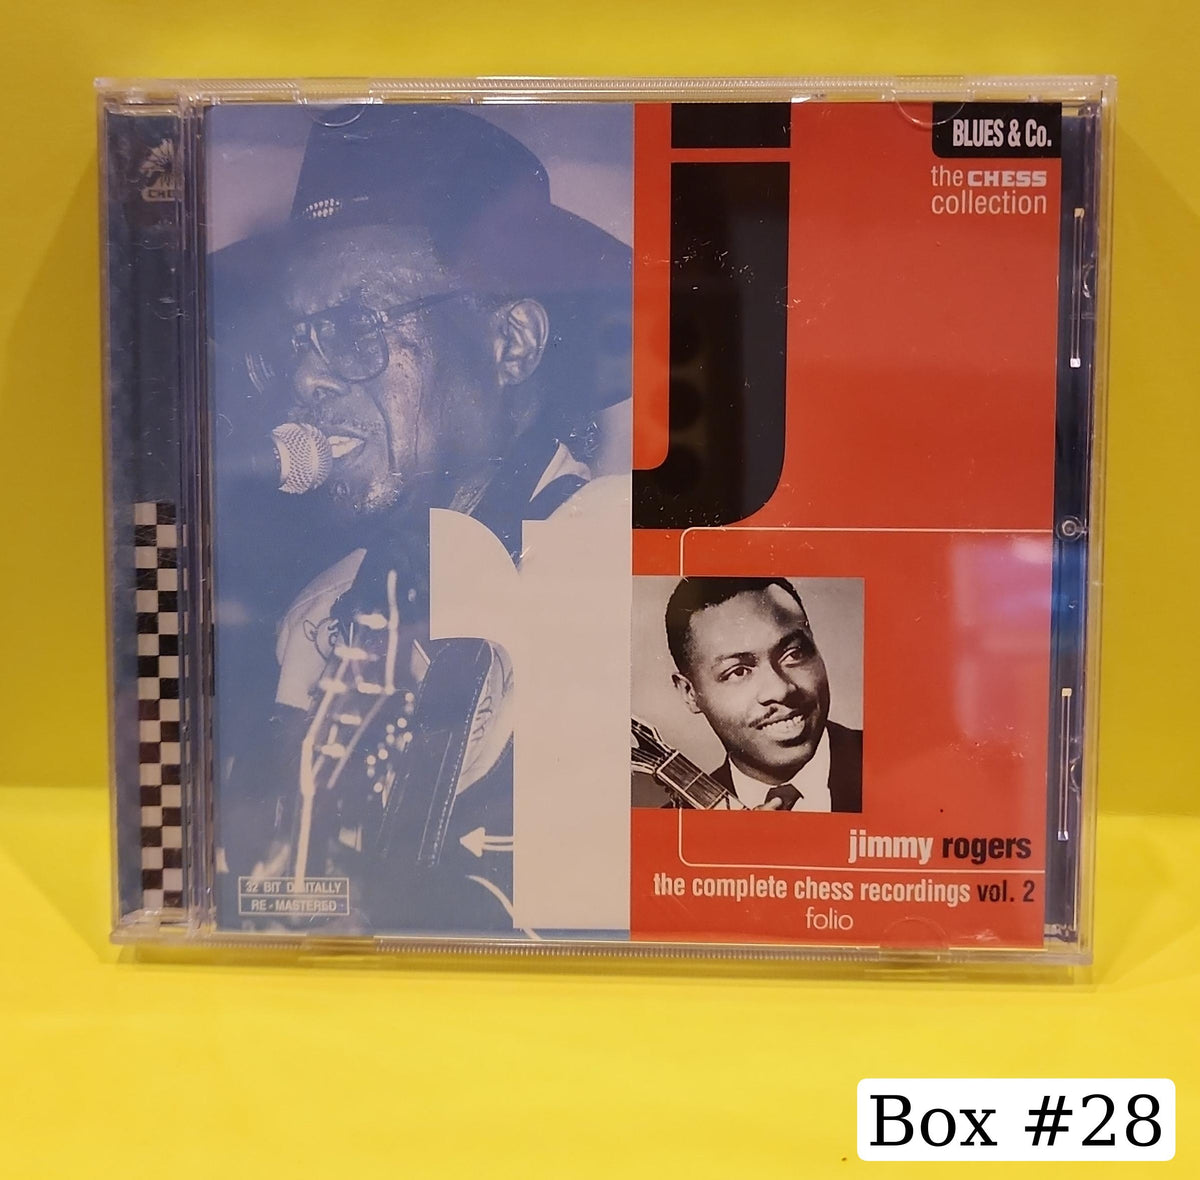 BLUES & Co.
the CHESS
collection
jimmy rogers
the complete chess recordings vol. 2
folio
32 BIT DIGITALLY
RE-MASTERED
Box #28